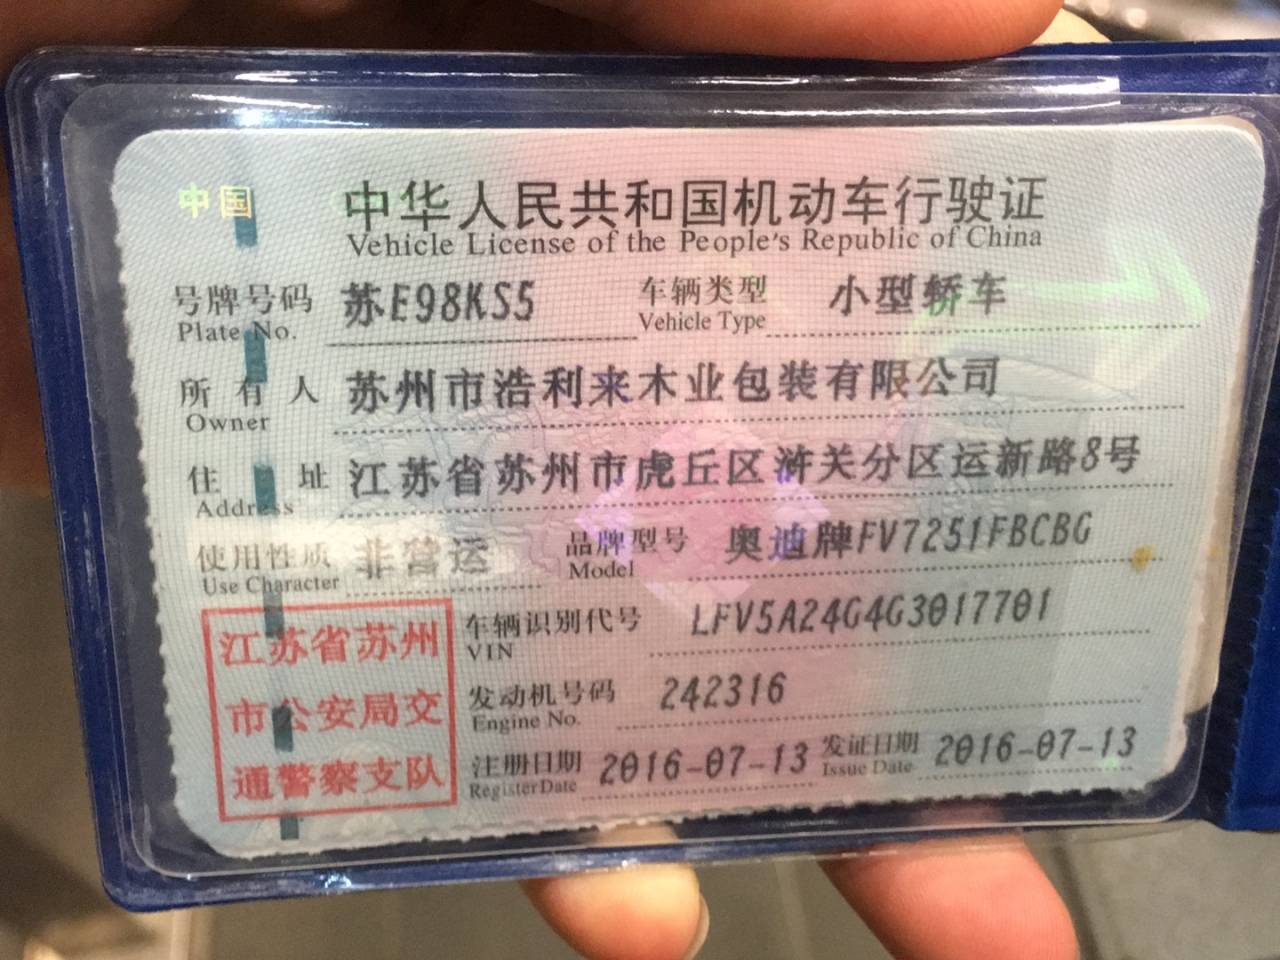 中国
中华人民共和国机动车行驶证
Vehicle License of the People's Republic of China
号牌号码 苏E98KS5 车辆类型 小型轿车
Plate No. Vehicle Type
所有人 苏州市浩利来木业包装有限公司
Owner
住址 江苏省苏州市虎丘区浒关分区运新路8号
Address
使用性质 非营运 品牌型号 奥迪牌FV7251FBCBG
Use Character Model
江苏省苏州
市公安局交
通警察支队
车辆识别代号 LFV5A24G4G3017701
VIN
发动机号码 242316
Engine No.
注册日期 2016-07-13 发证日期 2016-07-13
Register Date Issue Date